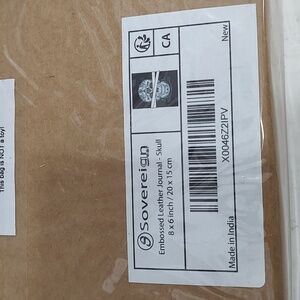 This bag is NOT a toy!
CA
Sovereign
Embossed Leather Journal - Skull
8 x 6 inch / 20 x 15 cm
X0046Z2IPV
New
Made in India